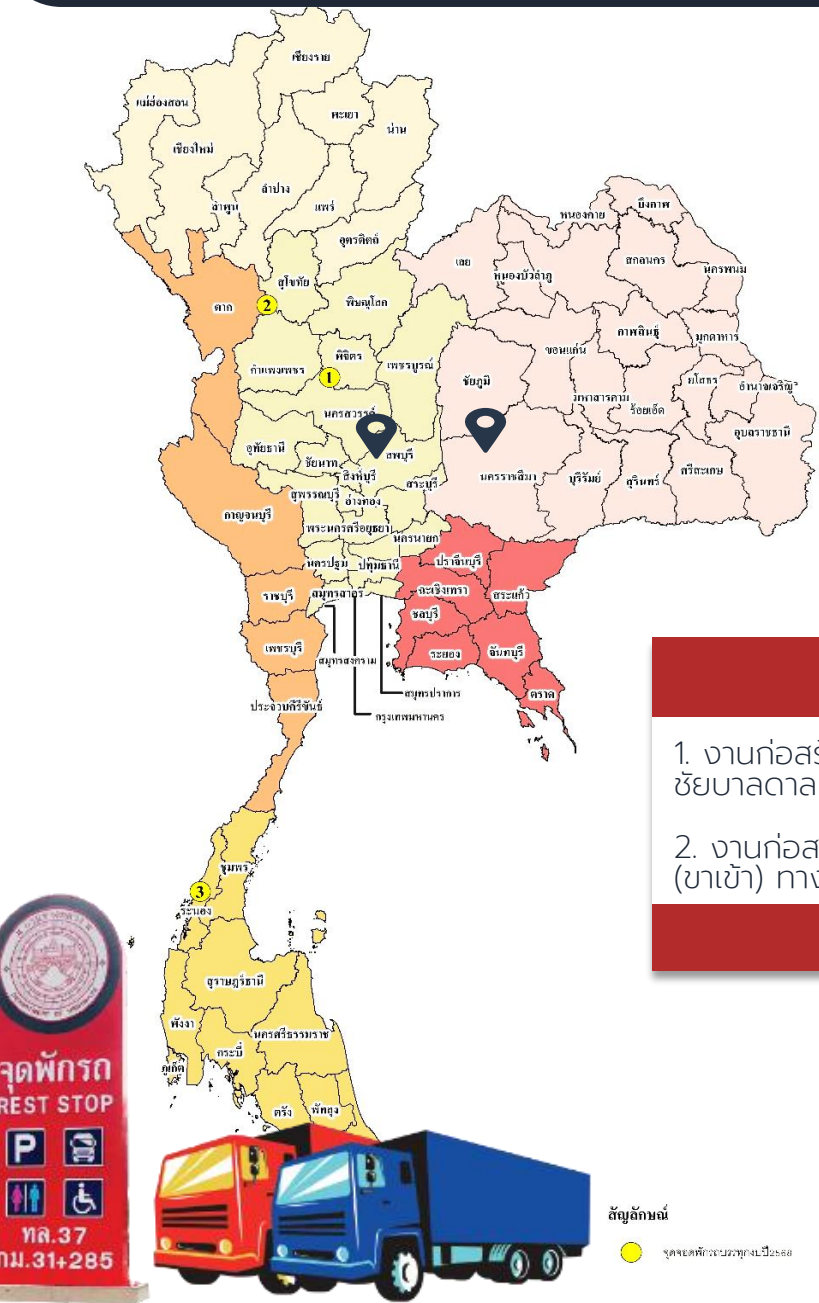 เชียงราย
แม่ฮ่องสอน
พะเยา
น่าน
เชียงใหม่
ลำปาง
ลำพูน
แพร่
อุตรดิตถ์
บึงกาฬ
หนองคาย
เลย
หนองบัวลำภู
สกลนคร
นครพนม
สุโขทัย
ตาก
2
พิษณุโลก
กาฬสินธุ์
มุกดาหาร
ขอนแก่น
พิจิตร
เพชรบูรณ์
กำแพงเพชร
1
ชัยภูมิ
มหาสารคาม
ร้อยเอ็ด
ยโสธร
อำนาจเจริญ
นครสวรรค์
อุบลราชธานี
อุทัยธานี
ลพบุรี
ชัยนาท
สิงห์บุรี
สระบุรี
นครราชสีมา
บุรีรัมย์
สุรินทร์
ศรีสะเกษ
สุพรรณบุรี
อ่างทอง
กาญจนบุรี
พระนครศรีอยุธยา
นครนายก
นครปฐม
ปทุมธานี
ปราจีนบุรี
ราชบุรี
สมุทรสาคร
ฉะเชิงเทรา
สระแก้ว
ชลบุรี
เพชรบุรี
สมุทรสงคราม
ระยอง
จันทบุรี
สมุทรปราการ
ตราด
ประจวบคีรีขันธ์
กรุงเทพมหานคร
1. งานก่อสร้
ชัยบาลดาล
2. งานก่อส
(ขาเข้า) ทาง
ชุมพร
3
ระนอง
สุราษฎร์ธานี
พังงา
นครศรีธรรมราช
กระบี่
ภูเก็ต
ตรัง
พัทลุง
จุดพักรถ
REST STOP
P
ทล.37
กม.31+285
สัญลักษณ์
จุดจอดพักรถบรรทุกงบปี2568